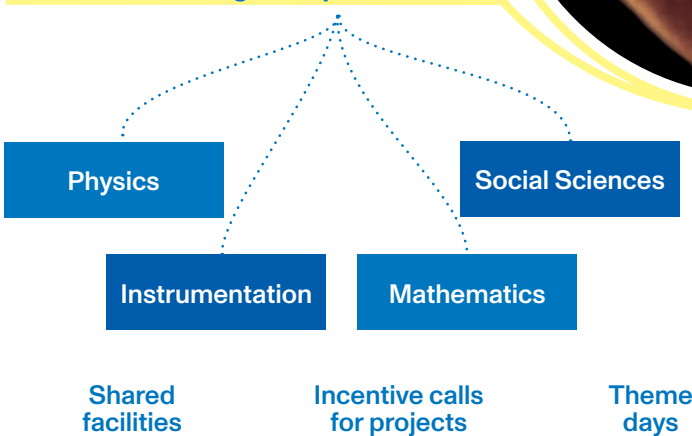 Physics
Social Sciences
Instrumentation
Mathematics
Shared
facilities
Incentive calls
for projects
Theme
days